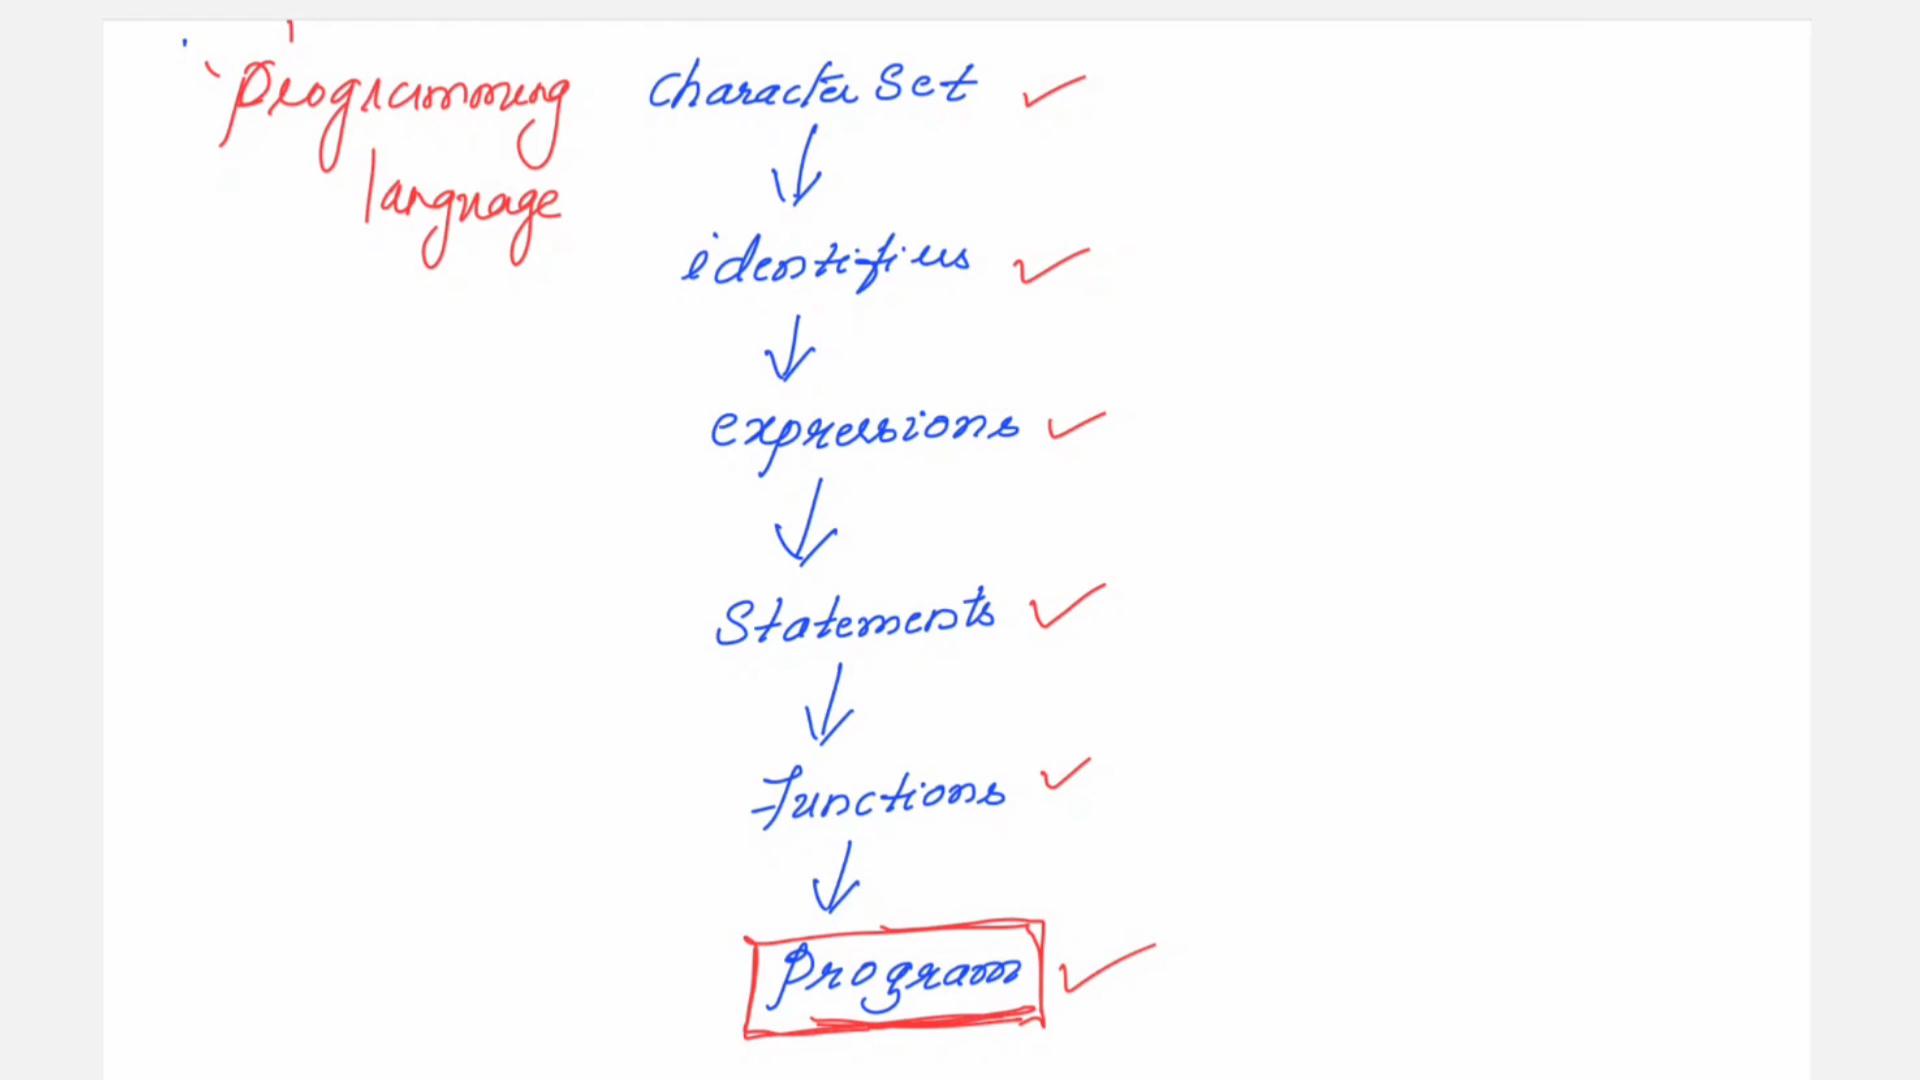 Programming
language
Character Set
identifiers
expressions
Statements
functions
Program